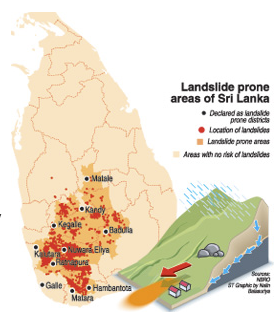 Landslide prone
areas of Sri Lanka
Declared as landslide
prone districts
Location of landslides
Landslide prone areas
Areas with no risk of landslides
Matale
Kandy
Kegalle
Badulla
Nuwara Eliya
Kalutara
Ratnapura
Galle
Hambantota
Matara
Sources:
NBRO
ST Graphic by Nalin
Balasuriya